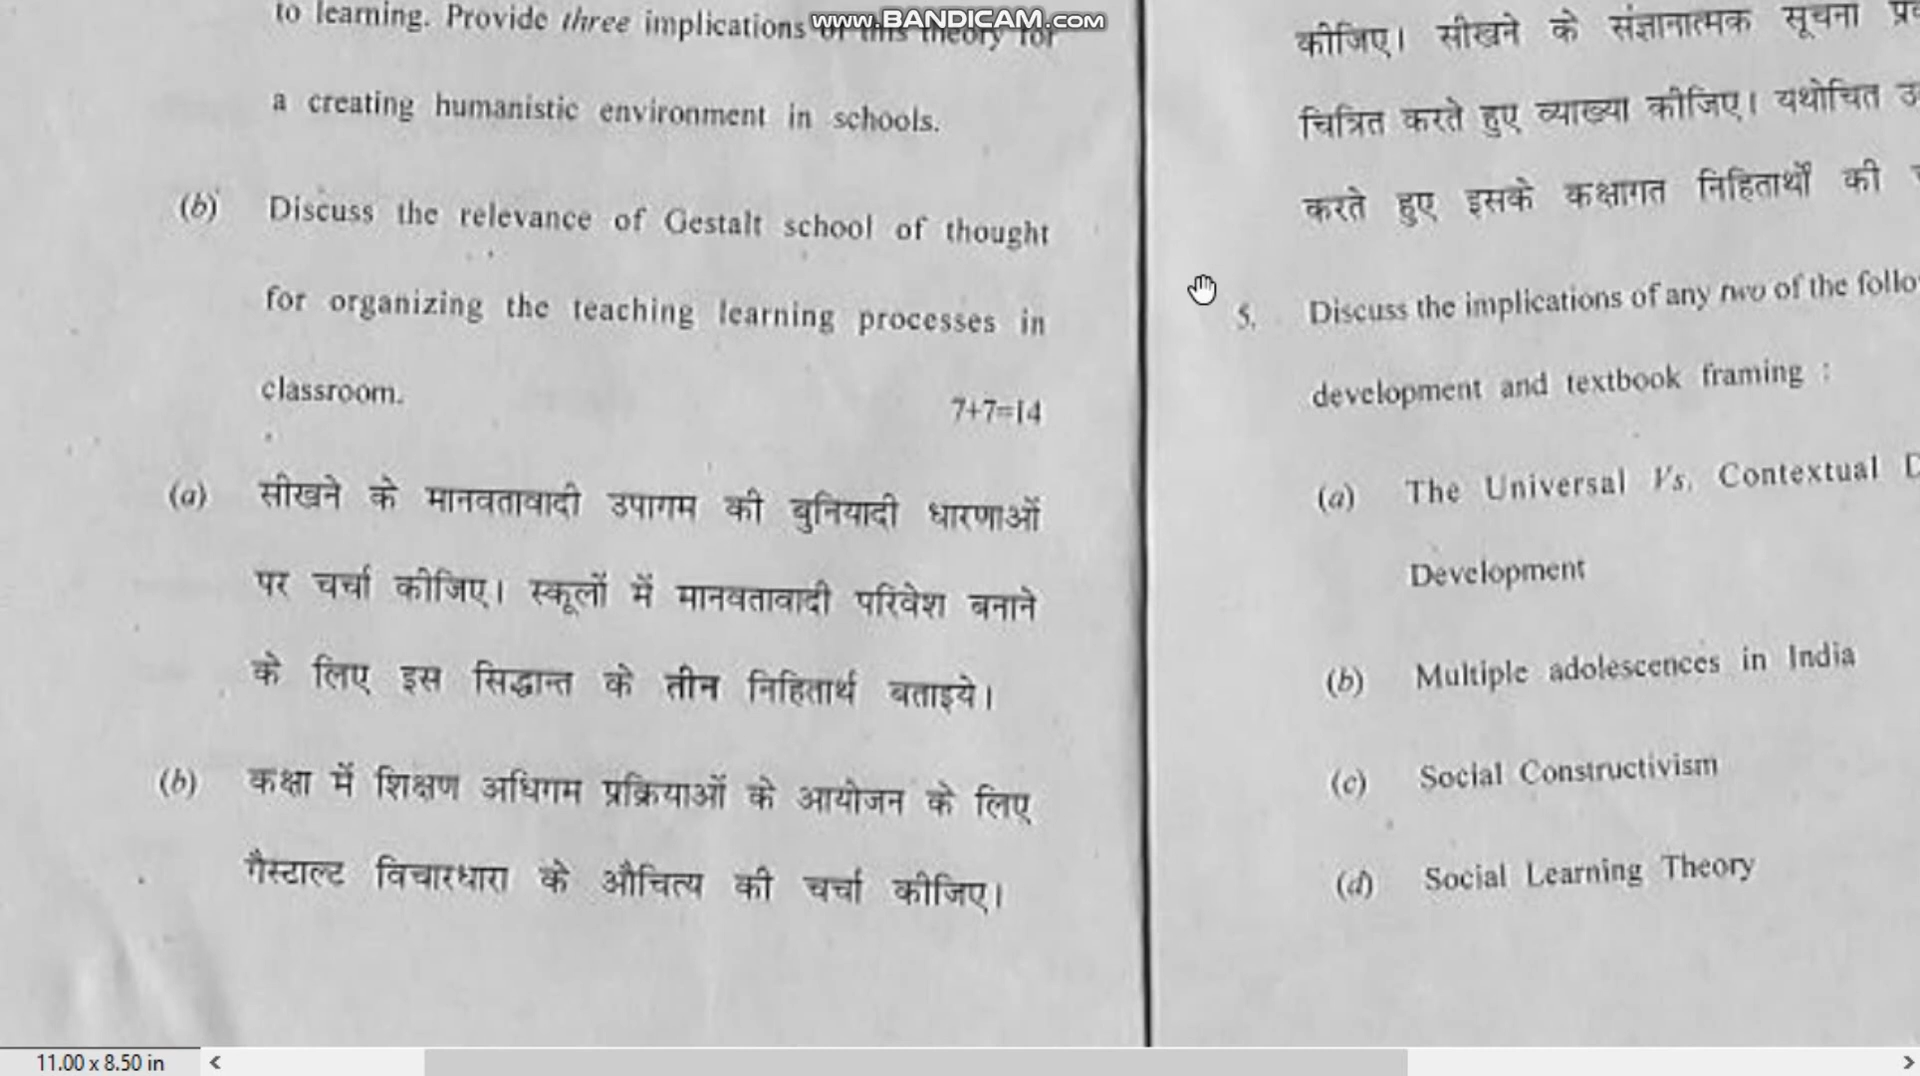 to learning. Provide three implications of this theory for
www.BANDICAM.com
a creating humanistic environment in schools.
(b) Discuss the relevance of Gestalt school of thought
for organizing the teaching learning processes in
classroom. 7+7=14
(a) सीखने के मानवतावादी उपागम की बुनियादी धारणाओं
पर चर्चा कीजिए। स्कूलों में मानवतावादी परिवेश बनाने
के लिए इस सिद्धान्त के तीन निहितार्थ बताइये।
(b) कक्षा में शिक्षण अधिगम प्रक्रियाओं के आयोजन के लिए
गैस्टाल्ट विचारधारा के औचित्य की चर्चा कीजिए।
कीजिए। सीखने के संज्ञानात्मक सूचना
चित्रित करते हुए व्याख्या कीजिए। यथोचित
करते हुए इसके कक्षागत निहितार्थों की
5. Discuss the implications of any two of the follo
development and textbook framing :
(a) The Universal Vs. Contextual D
Development
(b) Multiple adolescences in India
(c) Social Constructivism
(d) Social Learning Theory
11.00 x 8.50 in